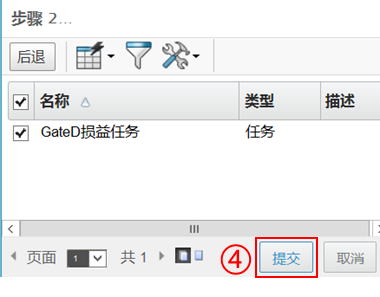 步骤 2...
后退
名称 类型 描述
GateD损益任务 任务
页面 1 共 1 ④ 提交 取消